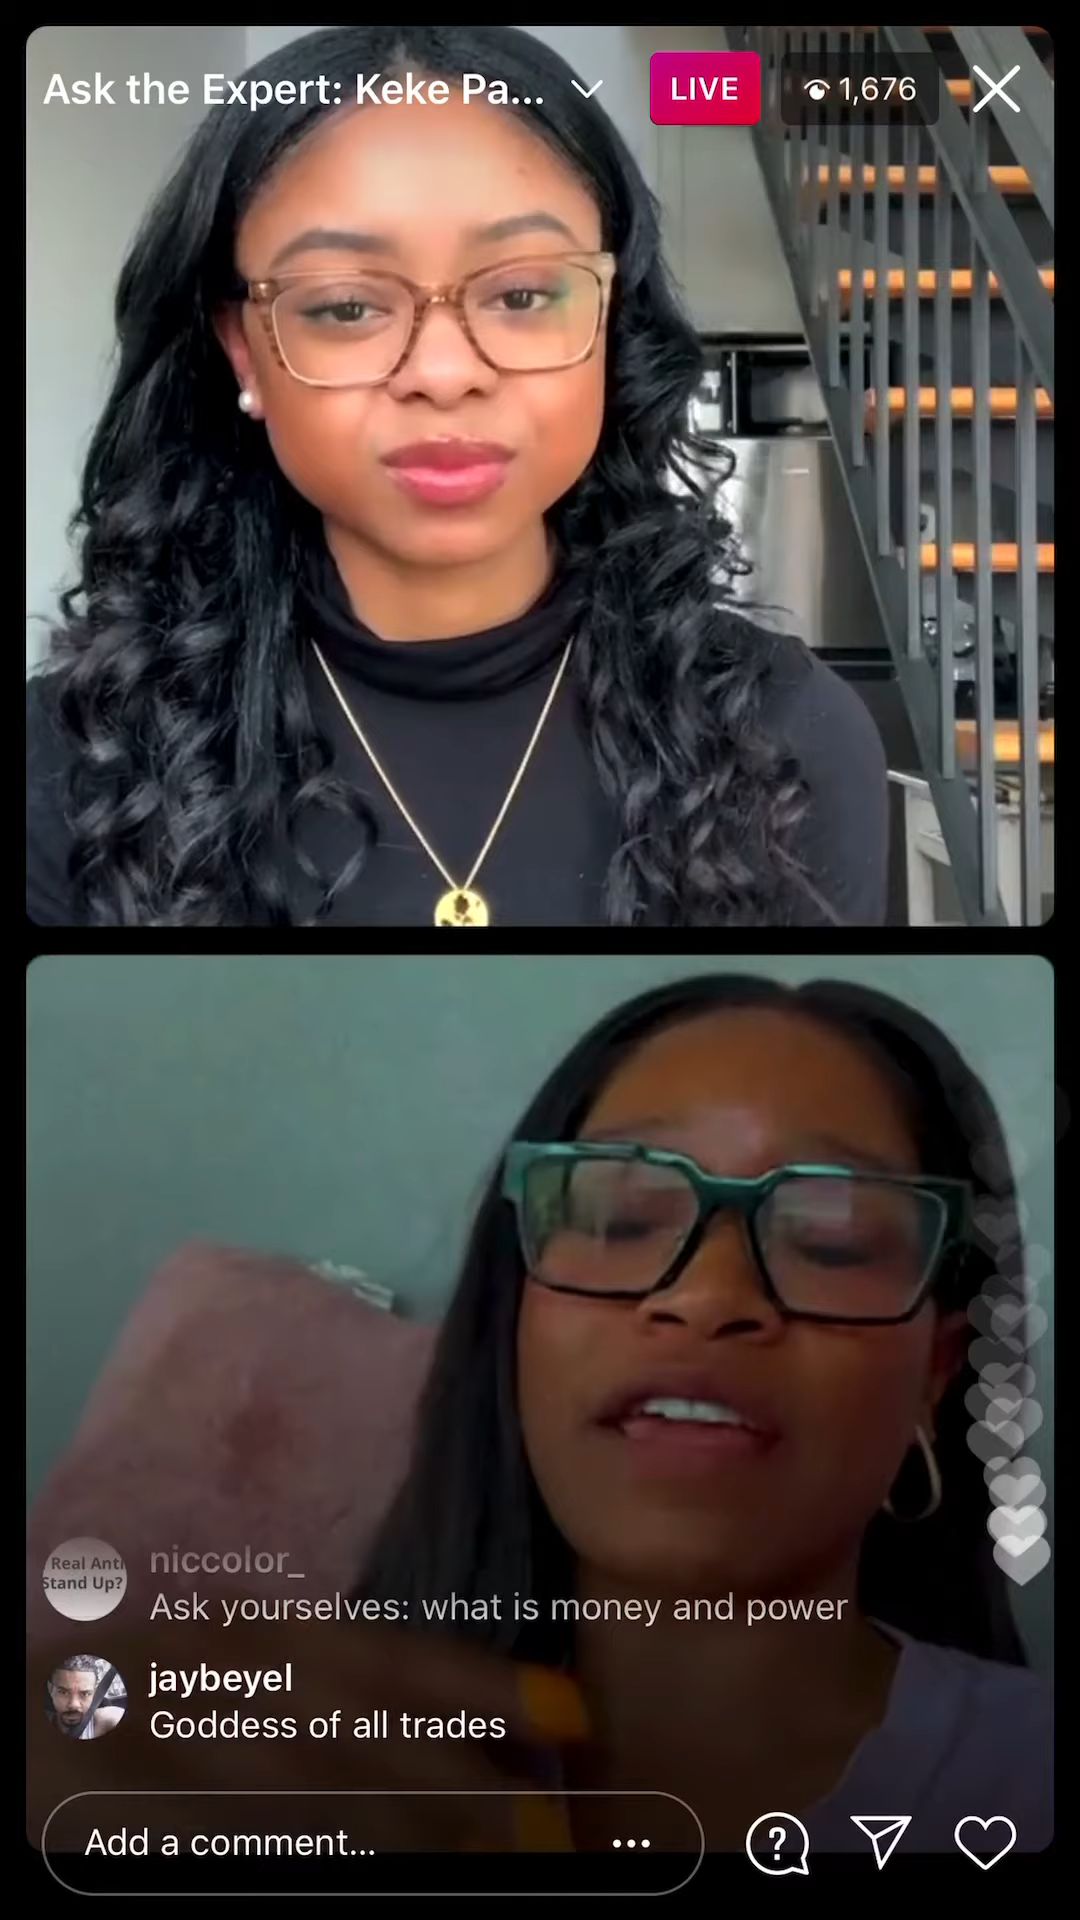 Ask the Expert: Keke Pa...
LIVE
1,676
niccolor_
Real Anti
Stand Up?
Ask yourselves: what is money and power
jaybeyel
Goddess of all trades
Add a comment...